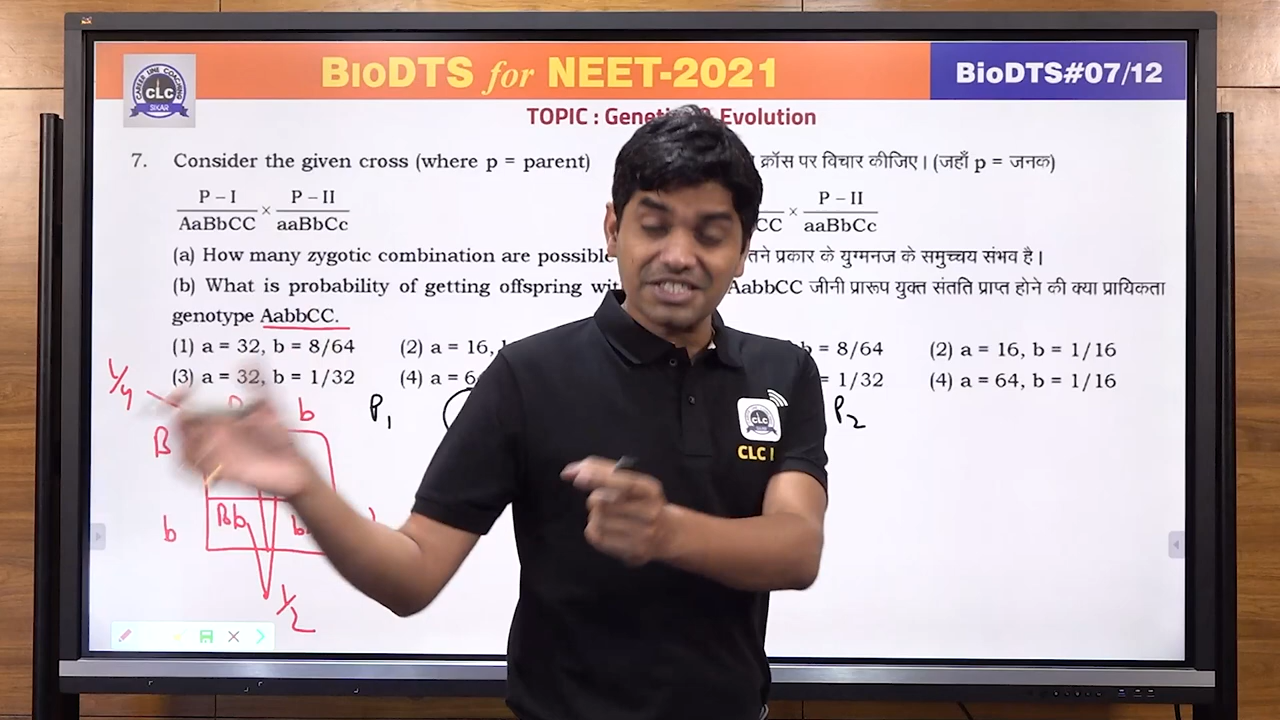 BIODTS for NEET-2021
BioDTS#07/12
CAREER LINE COACHING
CLC
SIKAR
TOPIC : Evolution
7. Consider the given cross (where p = parent)
क्रॉस पर विचार कीजिए। (जहाँ p = जनक)
P – I × P – II
AaBbCC aaBbCc
× P – II
CC aaBbCc
(a) How many zygotic combination are possible
के युग्मनज के समुच्चय संभव है।
प्रकार
(b) What is probability of getting offspring
AabbCC जीनी प्रारूप युक्त संतति प्राप्त होने की क्या प्रायिकता
genotype AabbCC.
(1) a = 32, b = 8/64
(2) a = 16,
= 8/64
(2) a = 16, b = 1/16
(3) a = 32, b = 1/32
(4) a =
= 1/32
(4) a = 64, b = 1/16
1/4
b
P1
P2
B
b
Bb
1/2
CLC
CLC